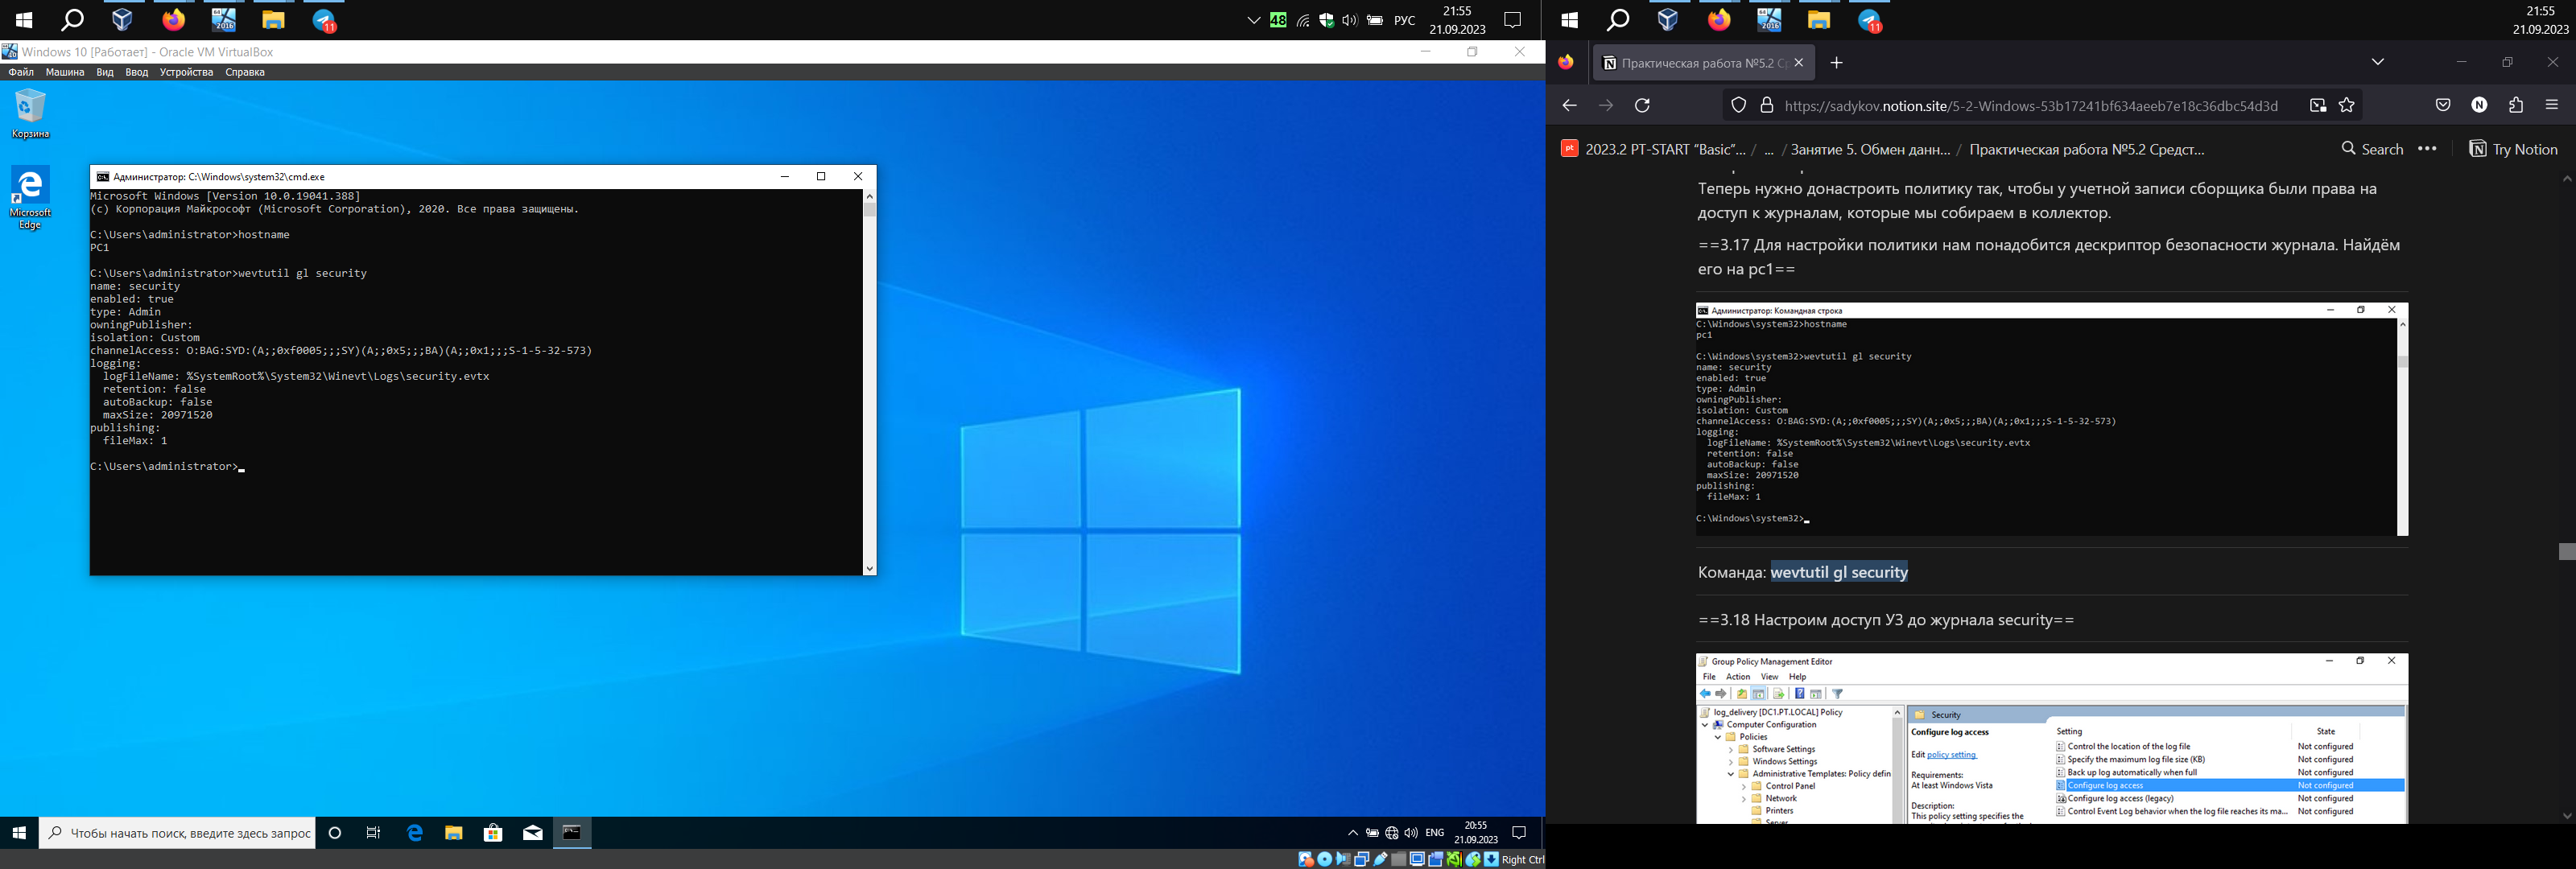 21:55
48
РУС
21.09.2023
11
Windows 10 [Работает] - Oracle VM VirtualBox
Файл Машина Вид Ввод Устройства Справка
Корзина
Microsoft
Edge
Администратор: C:\Windows\system32\cmd.exe
Microsoft Windows [Version 10.0.19041.388]
(c) Корпорация Майкрософт (Microsoft Corporation), 2020. Все права защищены.
C:\Users\administrator>hostname
PC1
C:\Users\administrator>wevtutil gl security
name: security
enabled: true
type: Admin
owningPublisher:
isolation: Custom
channelAccess: O:BAG:SYD:(A;;0xf0005;;;SY)(A;;0x5;;;BA)(A;;0x1;;;S-1-5-32-573)
logging:
logFileName: %SystemRoot%\System32\Winevt\Logs\security.evtx
retention: false
autoBackup: false
maxSize: 20971520
publishing:
fileMax: 1
C:\Users\administrator>
Чтобы начать поиск, введите здесь запрос
ENG
20:55
21.09.2023
Right Ctrl
21:55
21.09.2023
11
Практическая работа №5.2 Ср
https://sadykov.notion.site/5-2-Windows-53b17241bf634aeeb7e18c36dbc54d3d
pt 2023.2 PT-START “Basic”... / ... / Занятие 5. Обмен данн... / Практическая работа №5.2 Средст...
Search ••• Try Notion
Теперь нужно донастроить политику так, чтобы у учетной записи сборщика были права на
доступ к журналам, которые мы собираем в коллектор.
==3.17 Для настройки политики нам понадобится дескриптор безопасности журнала. Найдём
его на pc1==
Администратор: Командная строка
C:\Windows\system32>hostname
pc1
C:\Windows\system32>wevtutil gl security
name: security
enabled: true
type: Admin
owningPublisher:
isolation: Custom
channelAccess: O:BAG:SYD:(A;;0xf0005;;;SY)(A;;0x5;;;BA)(A;;0x1;;;S-1-5-32-573)
logging:
logFileName: %SystemRoot%\System32\Winevt\Logs\security.evtx
retention: false
autoBackup: false
maxSize: 20971520
publishing:
fileMax: 1
C:\Windows\system32>
Команда: wevtutil gl security
==3.18 Настроим доступ УЗ до журнала security==
Group Policy Management Editor
File Action View Help
log_delivery [DC1.PT.LOCAL] Policy
Computer Configuration
Policies
Software Settings
Windows Settings
Administrative Templates: Policy defin
Control Panel
Network
Printers
Security
Configure log access
Edit policy setting.
Requirements:
At least Windows Vista
Description:
This policy setting specifies the
Setting State
Control the location of the log file Not configured
Specify the maximum log file size (KB) Not configured
Back up log automatically when full Not configured
Configure log access Not configured
Configure log access (legacy) Not configured
Control Event Log behavior when the log file reaches its ma... Not configured